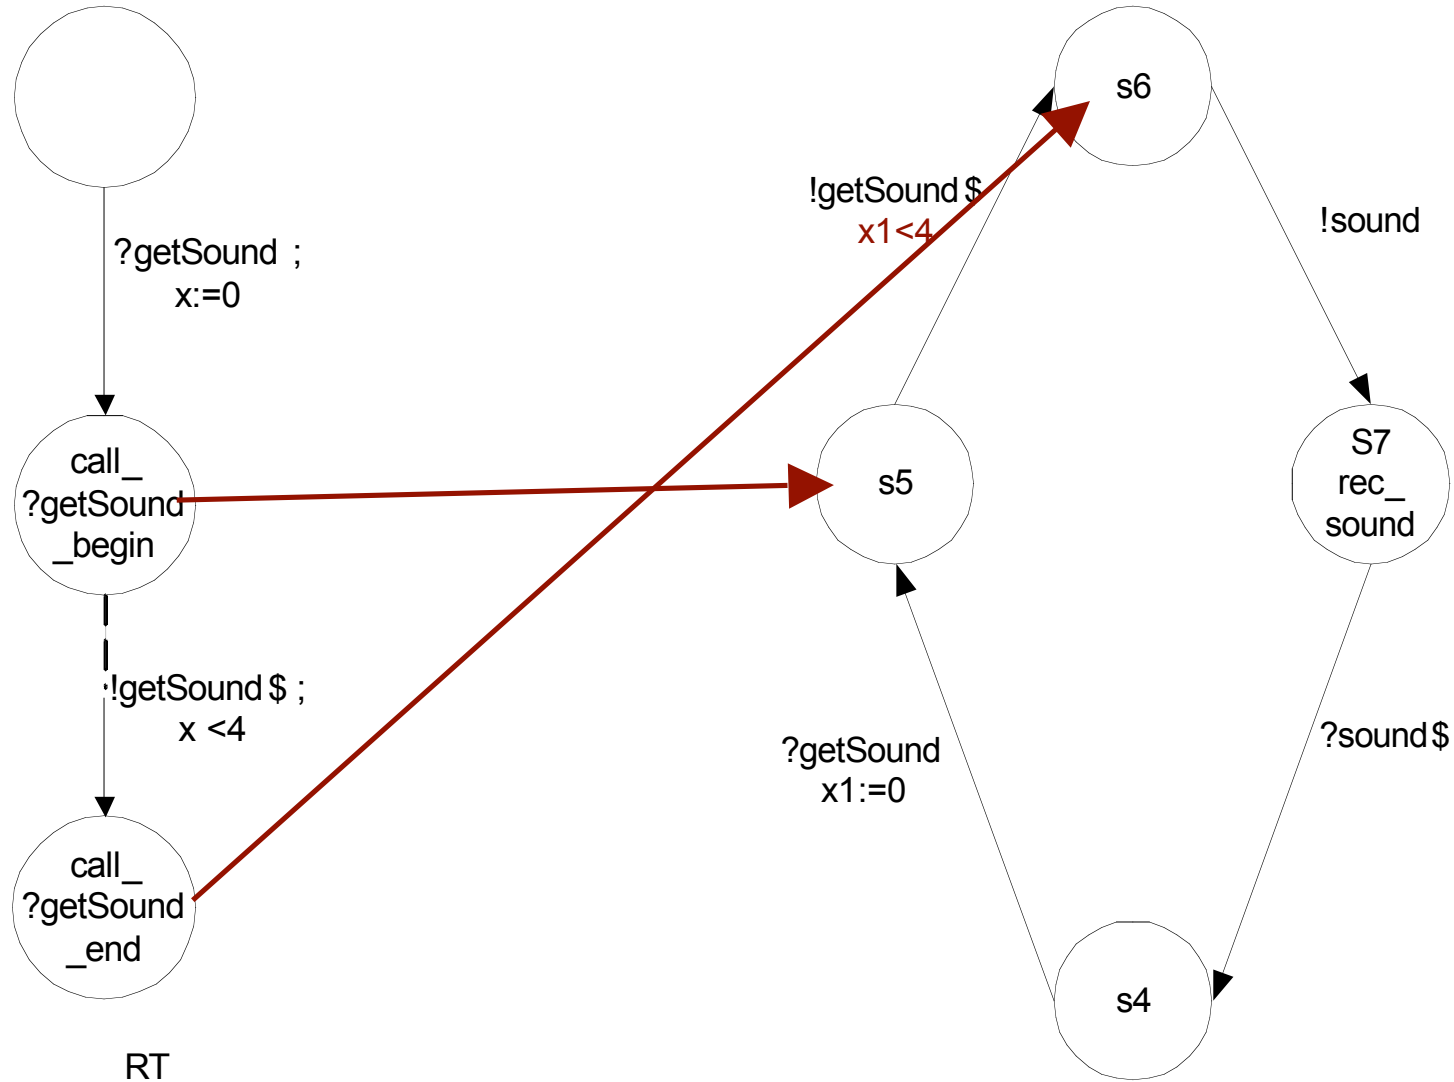 s6
!getSound $
x1<4
!sound
?getSound ;
x:=0
call_
?getSound
_begin
s5
S7
rec_
sound
!getSound $ ;
x <4
?getSound
x1:=0
?sound $
call_
?getSound
_end
s4
RT